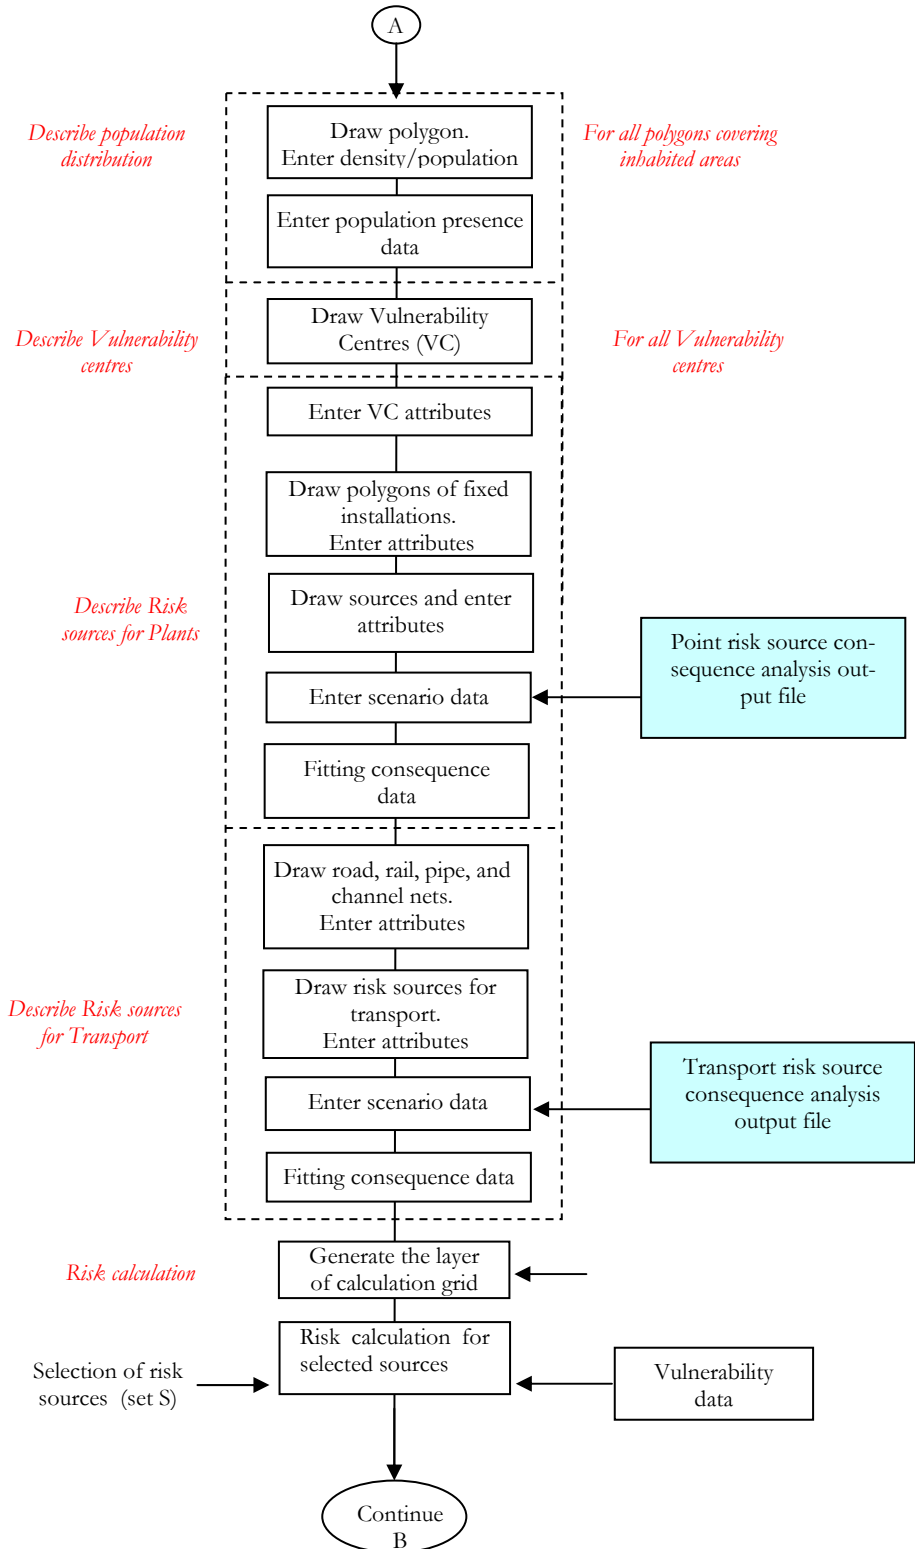 A
Describe population
distribution
Draw polygon.
Enter density/population
For all polygons covering
inhabited areas
Enter population presence
data
Describe Vulnerability
centres
Draw Vulnerability
Centres (VC)
For all Vulnerability
centres
Enter VC attributes
Draw polygons of fixed
installations.
Enter attributes
Describe Risk
sources for Plants
Draw sources and enter
attributes
Point risk source con-
sequence analysis out-
put file
Enter scenario data
Fitting consequence
data
Draw road, rail, pipe, and
channel nets.
Enter attributes
Describe Risk sources
for Transport
Draw risk sources for
transport.
Enter attributes
Transport risk source
consequence analysis
output file
Enter scenario data
Fitting consequence data
Risk calculation
Generate the layer
of calculation grid
Risk calculation for
selected sources
Selection of risk
sources (set S)
Vulnerability
data
Continue
B